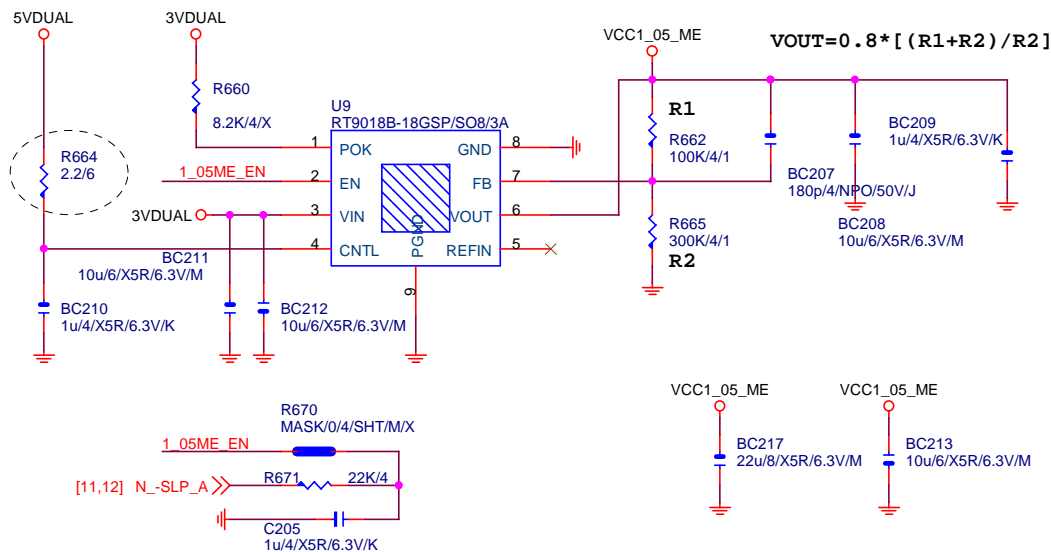 5VDUAL
3VDUAL
VCC1_05_ME
VOUT=0.8*[(R1+R2)/R2]
R660
8.2K/4/X
U9
RT9018B-18GSP/SO8/3A
R1
R662
100K/4/1
BC209
1u/4/X5R/6.3V/K
R664
2.2/6
1 POK
GND 8
1_05ME_EN
2 EN
FB 7
BC207
180p/4/NPO/50V/J
3VDUAL
3 VIN
VOUT 6
R665
300K/4/1
BC208
10u/6/X5R/6.3V/M
4 CNTL
PGND
REFIN 5
R2
BC211
10u/6/X5R/6.3V/M
9
BC210
1u/4/X5R/6.3V/K
BC212
10u/6/X5R/6.3V/M
R670
MASK/0/4/SHT/M/X
1_05ME_EN
[11,12] N_-SLP_A
R671 22K/4
C205
1u/4/X5R/6.3V/K
VCC1_05_ME
VCC1_05_ME
BC217
22u/8/X5R/6.3V/M
BC213
10u/6/X5R/6.3V/M